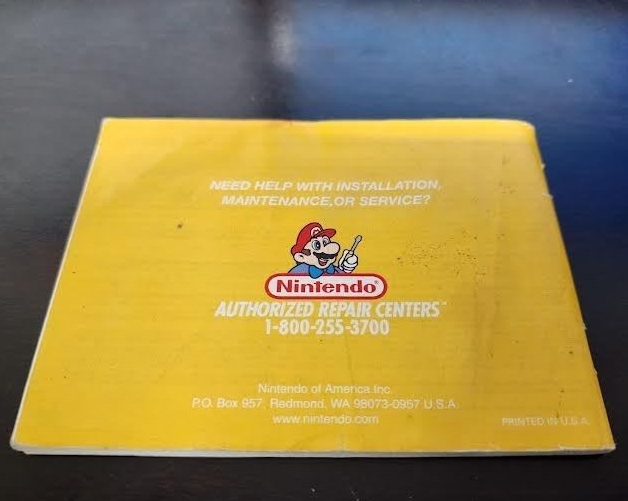 NEED HELP WITH INSTALLATION,
MAINTENANCE,OR SERVICE?
Nintendo®
AUTHORIZED REPAIR CENTERS™
1-800-255-3700
Nintendo of America Inc.
P.O. Box 957, Redmond, WA 98073-0957 U.S.A.
www.nintendo.com
PRINTED IN U.S.A.